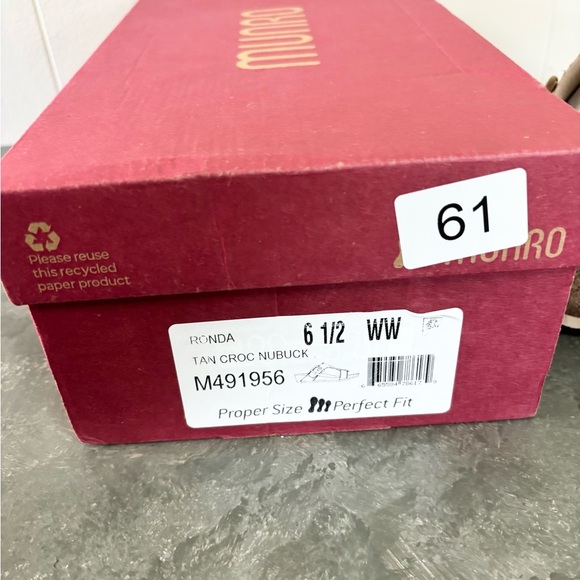 MUNRO
61
MUNRO
Please reuse
this recycled
paper product
RONDA 6 1/2 WW
TAN CROC NUBUCK
M491956
Proper Size Perfect Fit